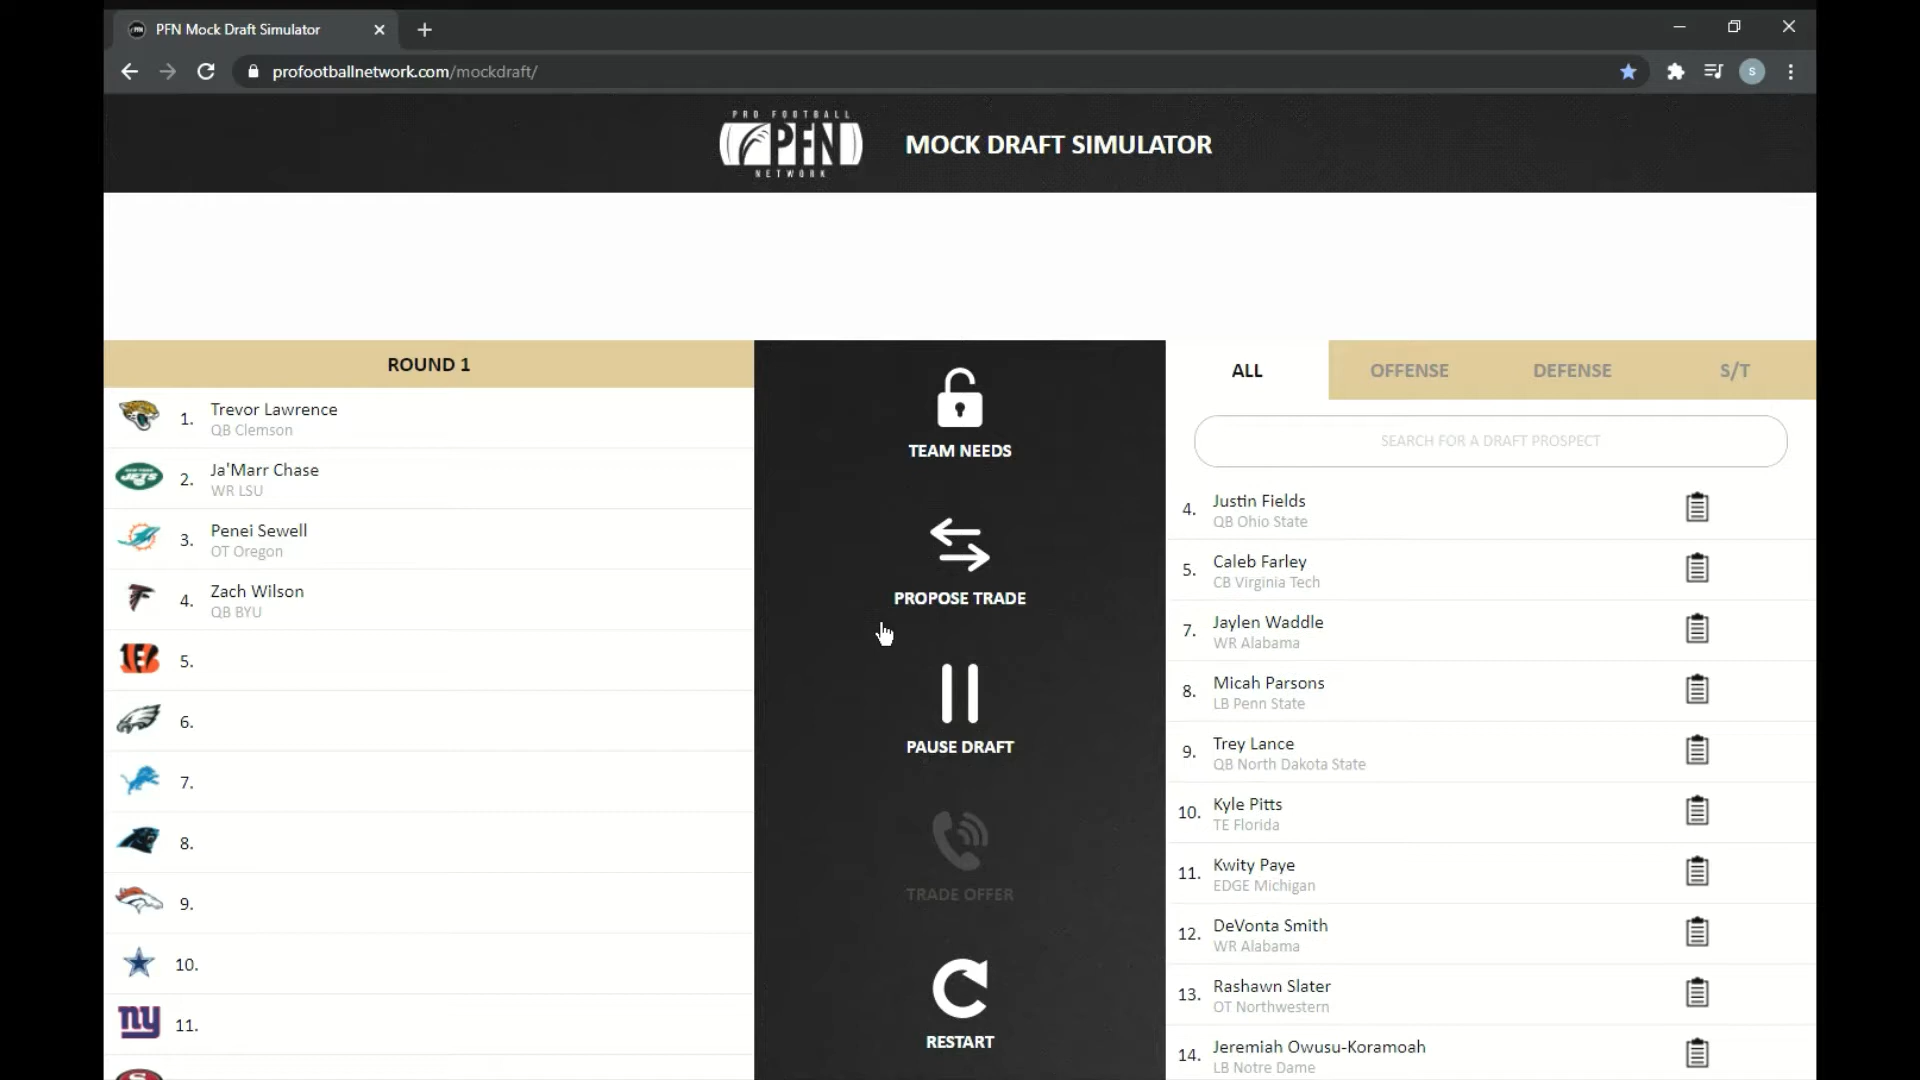 PFN Mock Draft Simulator
profootballnetwork.com/mockdraft/
S
PRO FOOTBALL
PFN
NETWORK
MOCK DRAFT SIMULATOR
ROUND 1
1. Trevor Lawrence
QB Clemson
JETS
2. Ja'Marr Chase
WR LSU
3. Penei Sewell
OT Oregon
4. Zach Wilson
QB BYU
5.
6.
7.
8.
9.
10.
ny
11.
TEAM NEEDS
PROPOSE TRADE
PAUSE DRAFT
TRADE OFFER
RESTART
ALL
OFFENSE
DEFENSE
S/T
SEARCH FOR A DRAFT PROSPECT
4. Justin Fields
QB Ohio State
5. Caleb Farley
CB Virginia Tech
7. Jaylen Waddle
WR Alabama
8. Micah Parsons
LB Penn State
9. Trey Lance
QB North Dakota State
10. Kyle Pitts
TE Florida
11. Kwity Paye
EDGE Michigan
12. DeVonta Smith
WR Alabama
13. Rashawn Slater
OT Northwestern
14. Jeremiah Owusu-Koramoah
LB Notre Dame